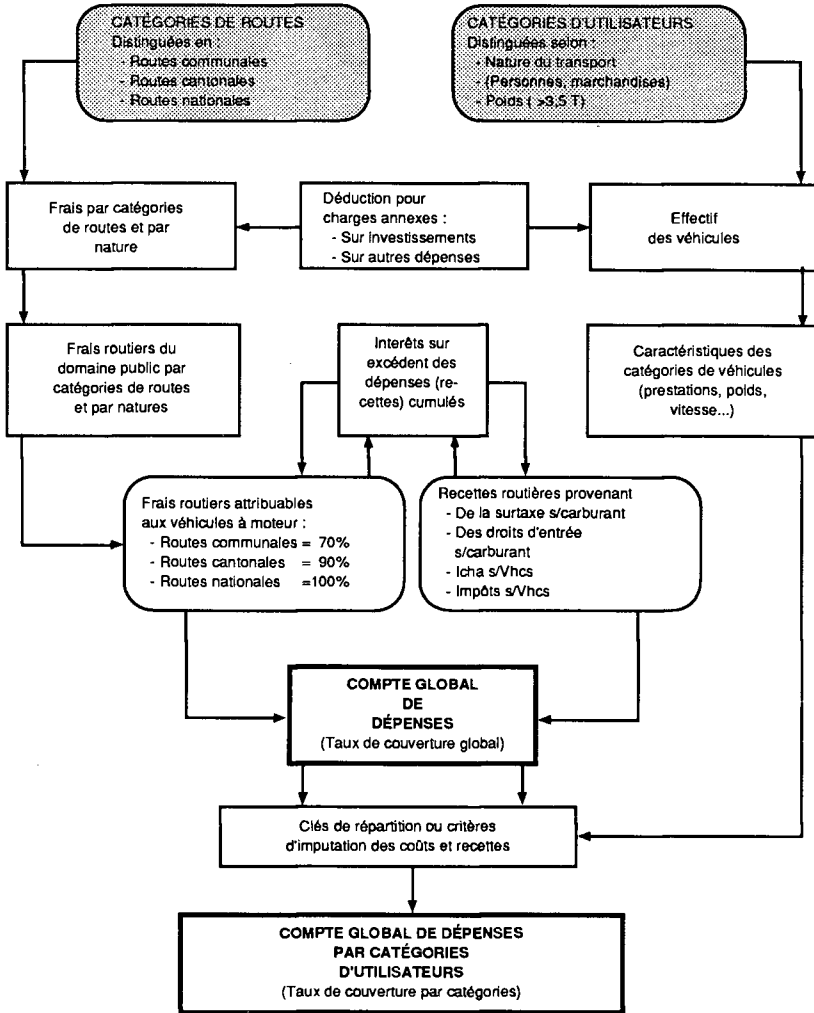 CATÉGORIES DE ROUTES
Distinguées en :
- Routes communales
- Routes cantonales
- Routes nationales
CATÉGORIES D'UTILISATEURS
Distinguées selon :
- Nature du transport
- (Personnes, marchandises)
- Poids ( >3,5 T)
Frais par catégories
de routes et par
nature
Déduction pour
charges annexes :
- Sur investissements
- Sur autres dépenses
Effectif
des véhicules
Frais routiers du
domaine public par
catégories de routes
et par natures
Interêts sur
excédent des
dépenses (re-
cettes) cumulés
Caractéristiques des
catégories de véhicules
(prestations, poids,
vitesse...)
Frais routiers attribuables
aux véhicules à moteur :
- Routes communales = 70%
- Routes cantonales = 90%
- Routes nationales =100%
Recettes routières provenant
- De la surtaxe s/carburant
- Des droits d'entrée
s/carburant
- Icha s/Vhcs
- Impôts s/Vhcs
COMPTE GLOBAL
DE
DÉPENSES
(Taux de couverture global)
Clés de répartition ou critères
d'imputation des coûts et recettes
COMPTE GLOBAL DE DÉPENSES
PAR CATÉGORIES
D'UTILISATEURS
(Taux de couverture par catégories)